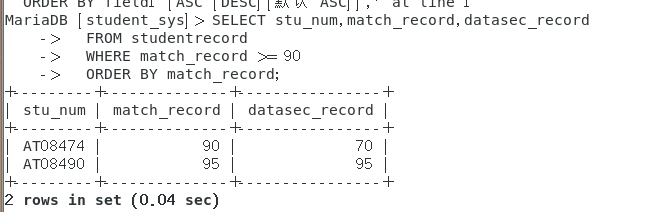 ORDER BY field1 [ASC [DESC][默认 ASC]],' at line 1
MariaDB [student_sys]> SELECT stu_num,match_record,datasec_record
    ->   FROM studentrecord
    ->   WHERE match_record >= 90
    ->   ORDER BY match_record;
+---------+--------------+----------------+
| stu_num | match_record | datasec_record |
+---------+--------------+----------------+
| AT08474 |           90 |             70 |
| AT08490 |           95 |             95 |
+---------+--------------+----------------+
2 rows in set (0.04 sec)